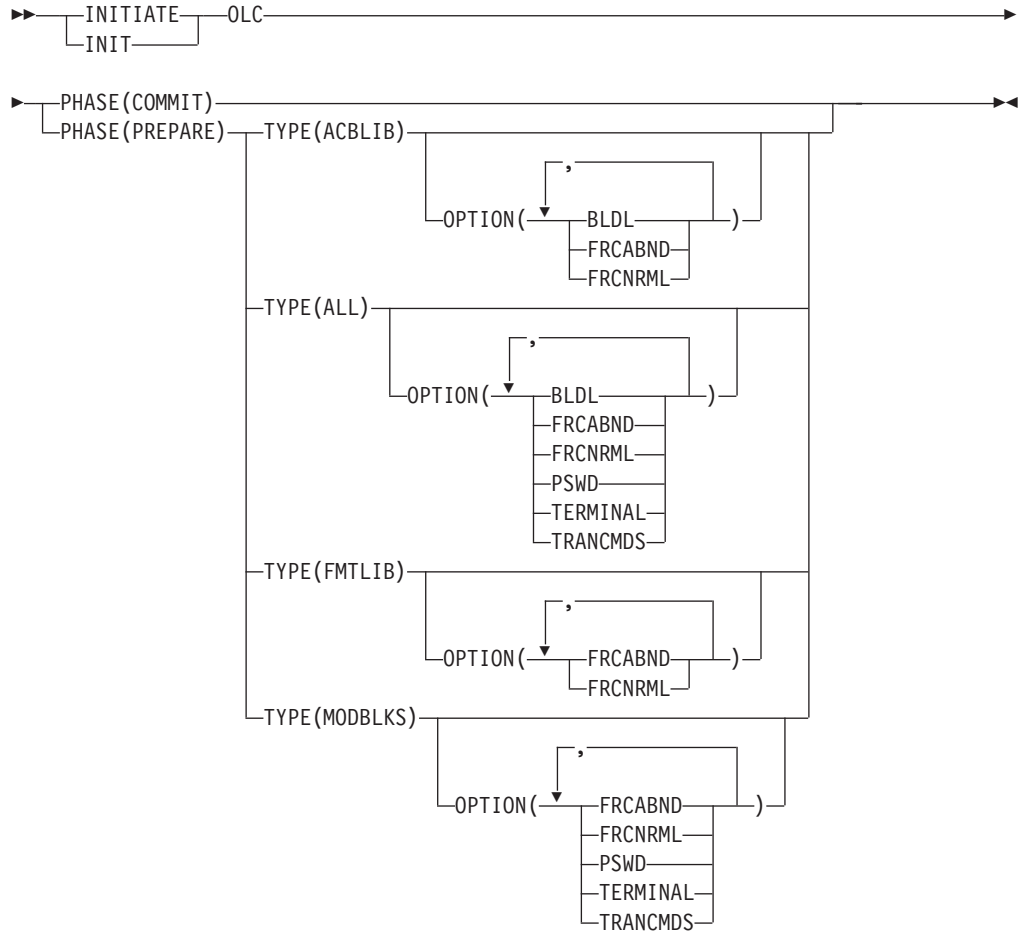 INITIATE OLC
INIT
PHASE(COMMIT)
PHASE(PREPARE) TYPE(ACBLIB)
,
OPTION( BLDL )
FRCABND
FRCNRML
TYPE(ALL)
,
OPTION( BLDL )
FRCABND
FRCNRML
PSWD
TERMINAL
TRANCMDS
TYPE(FMTLIB)
,
OPTION( FRCABND )
FRCNRML
TYPE(MODBLKS)
,
OPTION( FRCABND )
FRCNRML
PSWD
TERMINAL
TRANCMDS